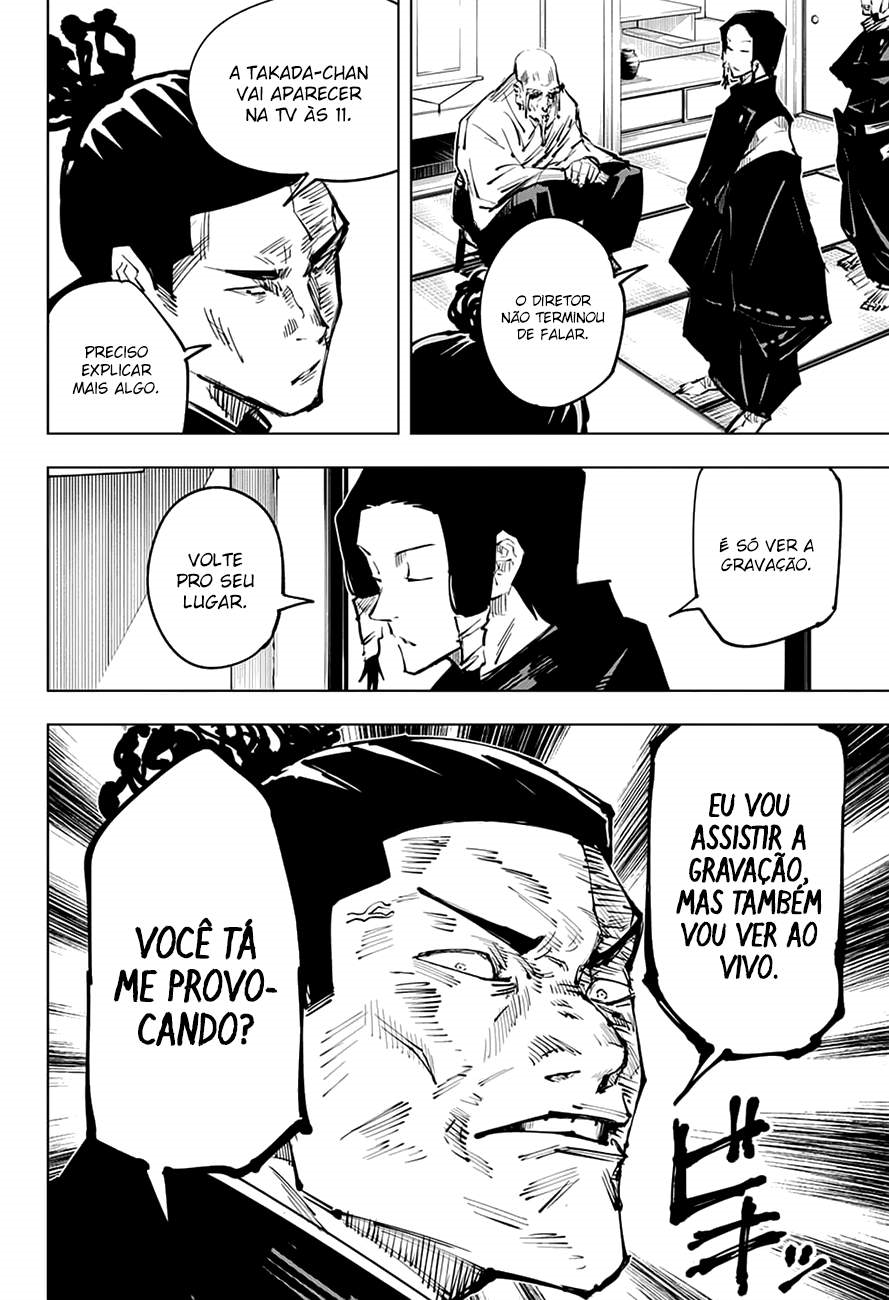 O DIRETOR
NÃO TERMINOU
DE FALAR.
A TAKADA-CHAN
VAI APARECER
NA TV ÀS 11.
PRECISO
EXPLICAR
MAIS ALGO.
É SÓ VER A
GRAVAÇÃO.
VOLTE
PRO SEU
LUGAR.
EU VOU
ASSISTIR A
GRAVAÇÃO,
MAS TAMBÉM
VOU VER AO
VIVO.
VOCÊ TÁ
ME PROVO-
CANDO?
ビキッ